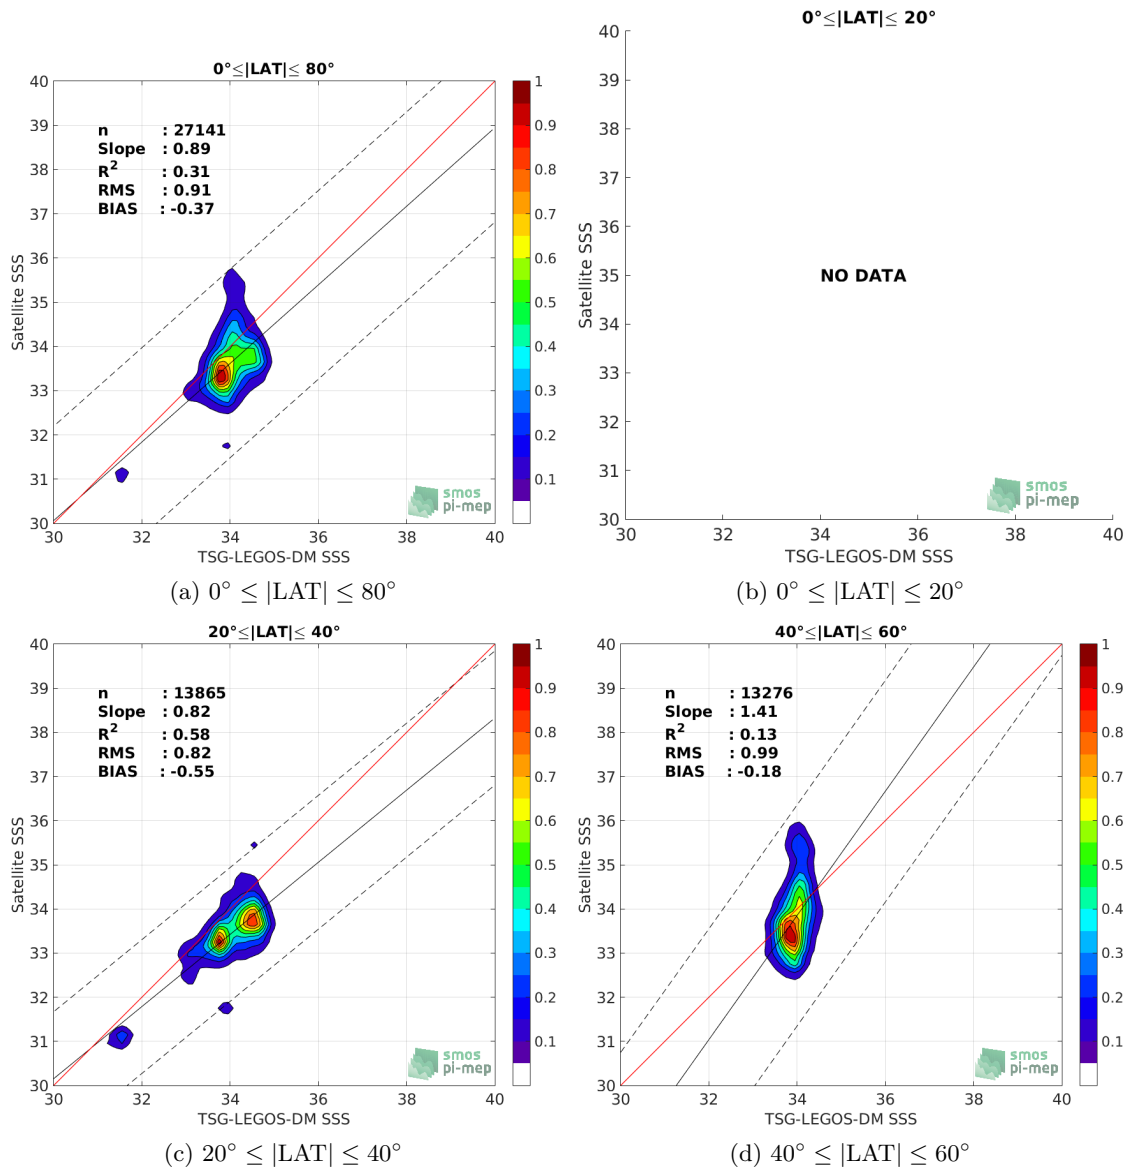 0°≤|LAT|≤ 80°
n : 27141
Slope : 0.89
R² : 0.31
RMS : 0.91
BIAS : -0.37
40
39
38
37
36
35
34
33
32
31
30
Satellite SSS
30 32 34 36 38 40
TSG-LEGOS-DM SSS
1
0.9
0.8
0.7
0.6
0.5
0.4
0.3
0.2
0.1
smos
pi-mep
(a) 0° ≤ |LAT| ≤ 80°
0°≤|LAT|≤ 20°
40
39
38
37
36
35
34
33
32
31
30
Satellite SSS
NO DATA
30 32 34 36 38 40
TSG-LEGOS-DM SSS
smos
pi-mep
(b) 0° ≤ |LAT| ≤ 20°
20°≤|LAT|≤ 40°
n : 13865
Slope : 0.82
R² : 0.58
RMS : 0.82
BIAS : -0.55
40
39
38
37
36
35
34
33
32
31
30
Satellite SSS
30 32 34 36 38 40
TSG-LEGOS-DM SSS
1
0.9
0.8
0.7
0.6
0.5
0.4
0.3
0.2
0.1
smos
pi-mep
(c) 20° ≤ |LAT| ≤ 40°
40°≤|LAT|≤ 60°
n : 13276
Slope : 1.41
R² : 0.13
RMS : 0.99
BIAS : -0.18
40
39
38
37
36
35
34
33
32
31
30
Satellite SSS
30 32 34 36 38 40
TSG-LEGOS-DM SSS
1
0.9
0.8
0.7
0.6
0.5
0.4
0.3
0.2
0.1
smos
pi-mep
(d) 40° ≤ |LAT| ≤ 60°